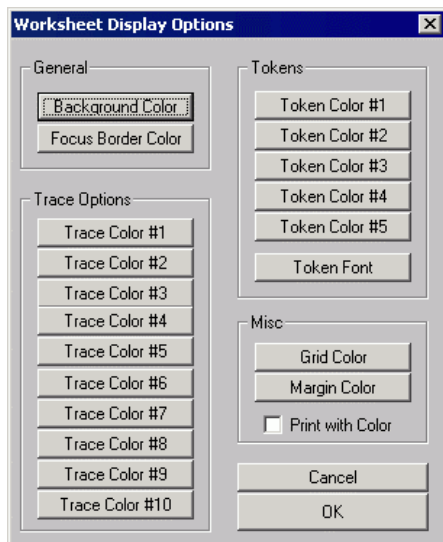 Worksheet Display Options
General
Background Color
Focus Border Color
Trace Options
Trace Color #1
Trace Color #2
Trace Color #3
Trace Color #4
Trace Color #5
Trace Color #6
Trace Color #7
Trace Color #8
Trace Color #9
Trace Color #10
Tokens
Token Color #1
Token Color #2
Token Color #3
Token Color #4
Token Color #5
Token Font
Misc
Grid Color
Margin Color
Print with Color
Cancel
OK